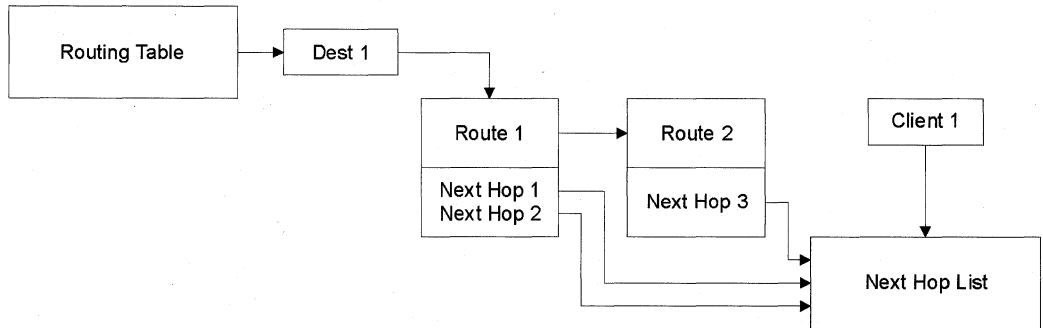 Routing Table
Dest 1
Route 1
Route 2
Client 1
Next Hop 1
Next Hop 2
Next Hop 3
Next Hop List